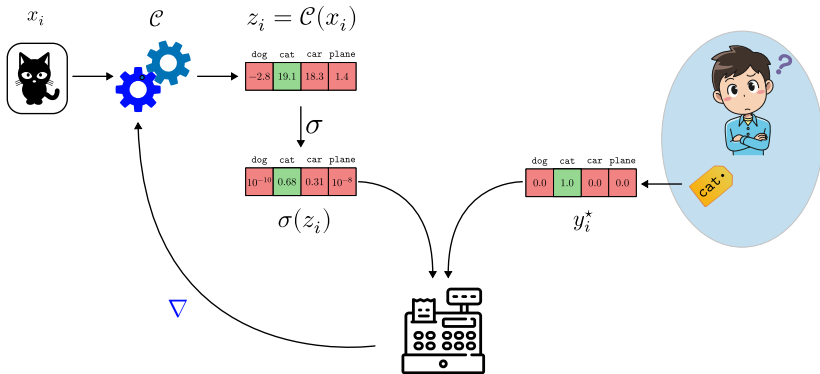 x_i
𝒞
z_i = 𝒞(x_i)
dog cat car plane
−2.8 19.1 18.3 1.4
σ
dog cat car plane
10^{−10} 0.68 0.31 10^{−8}
σ(z_i)
dog cat car plane
0.0 1.0 0.0 0.0
y_i^⋆
?
cat.
∇